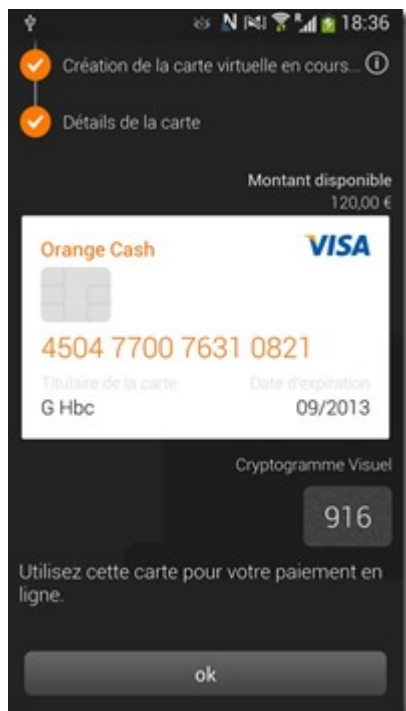 18:36
Création de la carte virtuelle en cours...
Détails de la carte
Montant disponible
120,00 €
Orange Cash VISA
4504 7700 7631 0821
Titulaire de la carte Date d'expiration
G Hbc 09/2013
Cryptogramme Visuel
916
Utilisez cette carte pour votre paiement en
ligne.
ok